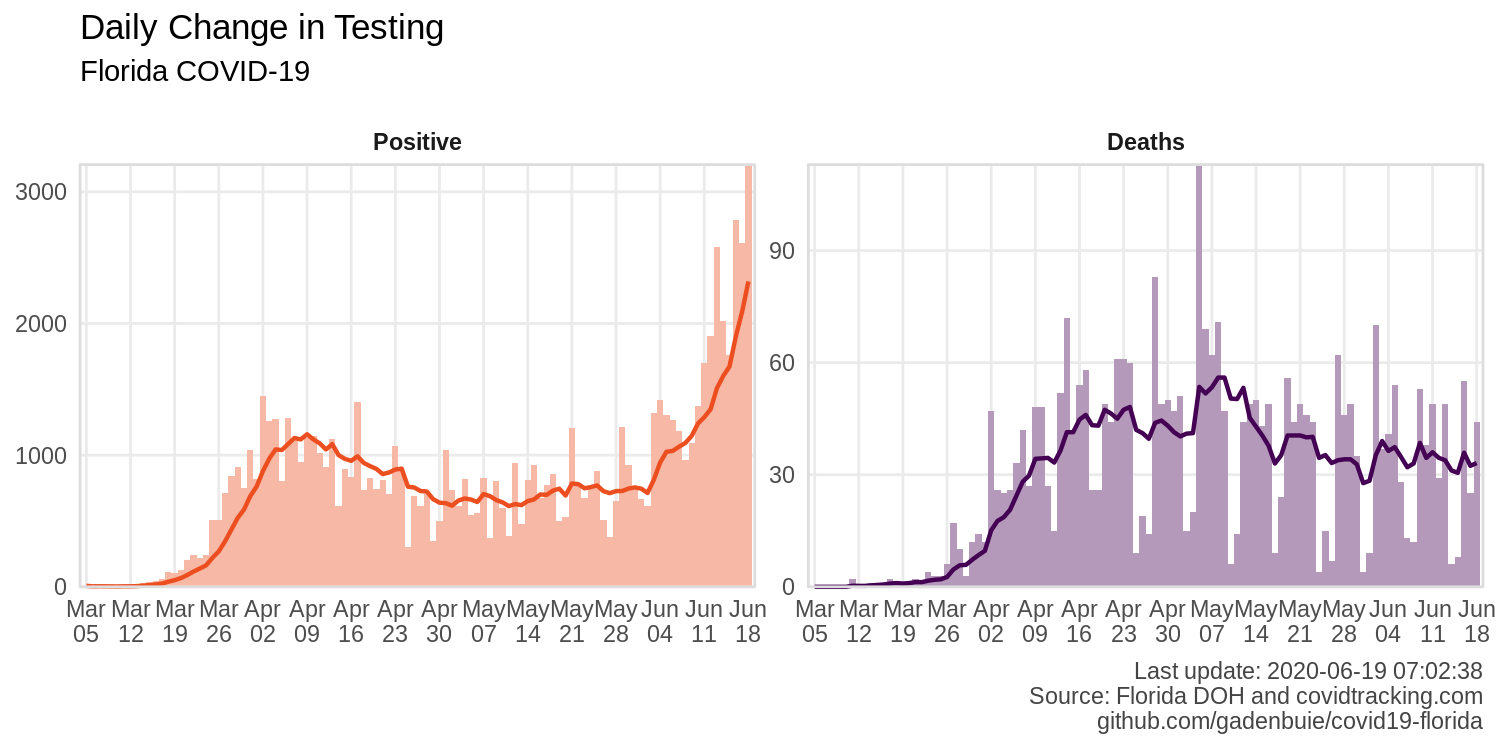 Daily Change in Testing
Florida COVID-19
Positive
Deaths
3000
2000
1000
0
90
60
30
0
Mar Mar Mar Mar Apr Apr Apr Apr Apr May May May May Jun Jun Jun
05 12 19 26 02 09 16 23 30 07 14 21 28 04 11 18
Mar Mar Mar Mar Apr Apr Apr Apr Apr May May May May Jun Jun Jun
05 12 19 26 02 09 16 23 30 07 14 21 28 04 11 18
Last update: 2020-06-19 07:02:38
Source: Florida DOH and covidtracking.com
github.com/gadenbuie/covid19-florida